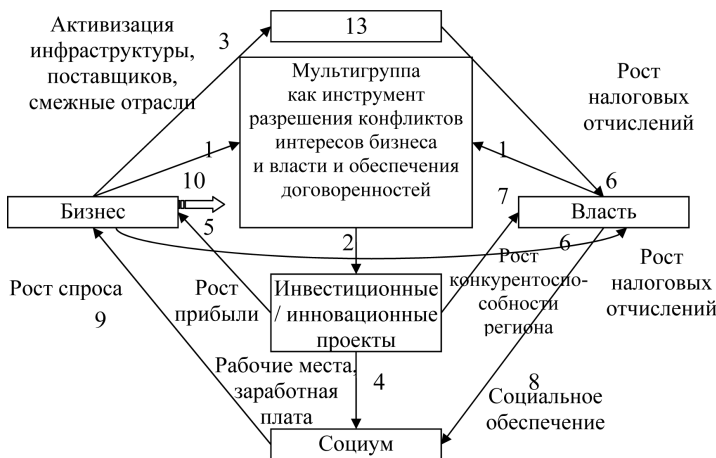 Активизация
инфраструктуры,
поставщиков,
смежные отрасли
3
13
Рост
налоговых
отчислений
Мультигруппа
как инструмент
разрешения конфликтов
интересов бизнеса
и власти и обеспечения
договоренностей
1
1
10
6
Бизнес
5
7
Власть
2
6
Рост спроса
9
Рост
прибыли
Инвестиционные
/ инновационные
проекты
Рост
конкурентоспо-
собности
региона
Рост
налоговых
отчислений
Рабочие места,
заработная
плата
4
8
Социальное
обеспечение
Социум